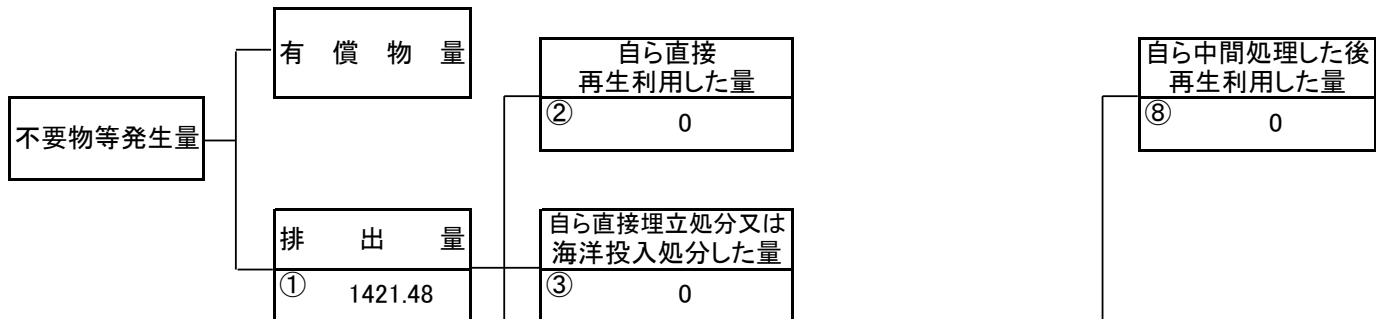 有償物量
自ら直接
再生利用した量
② 0
自ら中間処理した後
再生利用した量
⑧ 0
不要物等発生量
排出量
① 1421.48
自ら直接埋立処分又は
海洋投入処分した量
③ 0